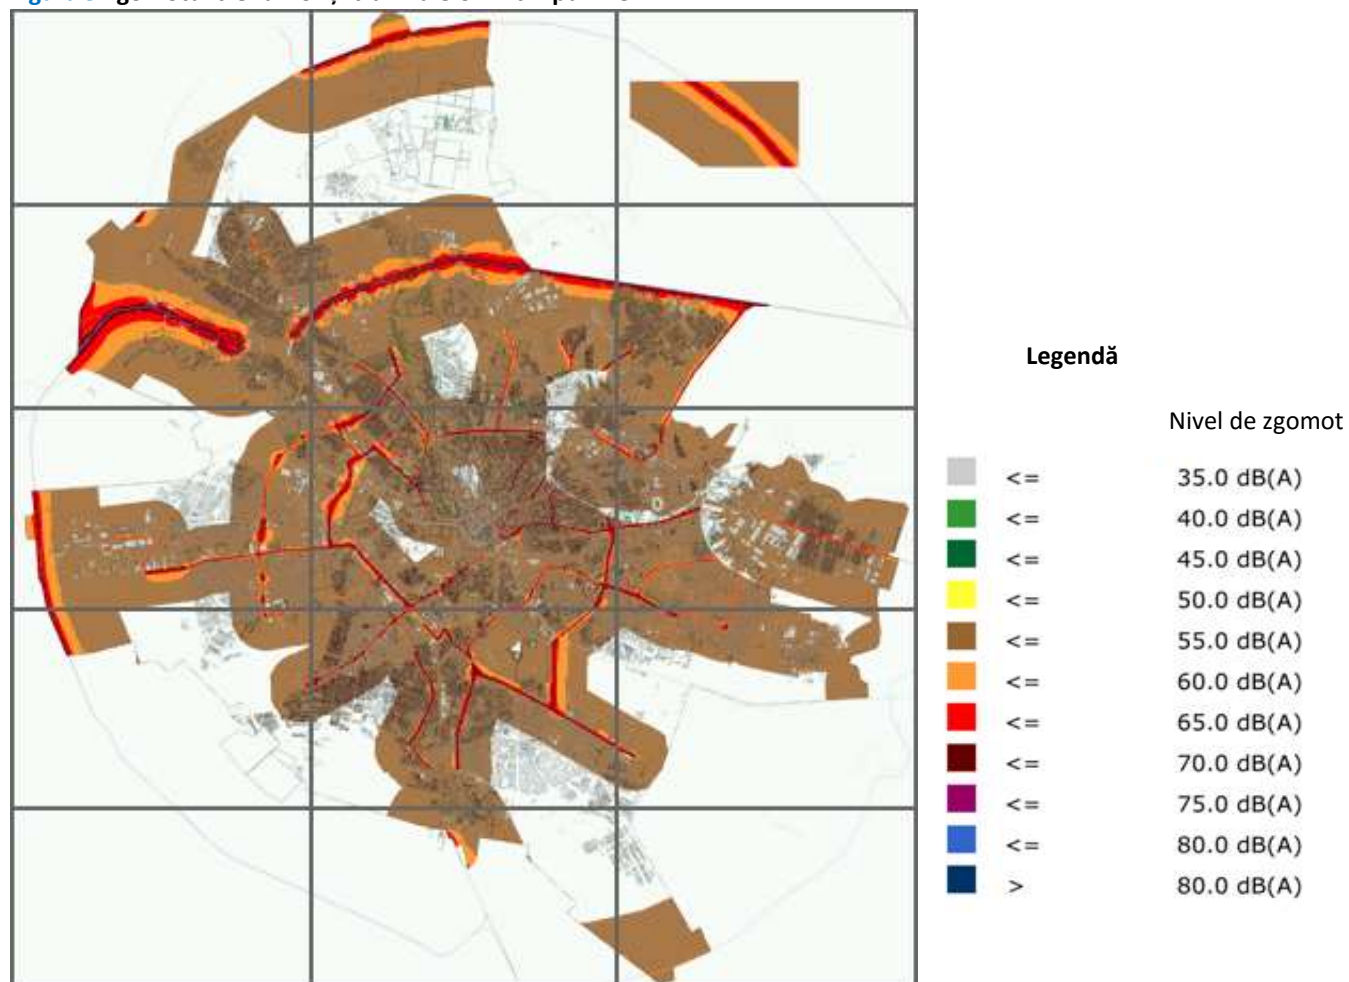 Legendă
Nivel de zgomot
<= 35.0 dB(A)
<= 40.0 dB(A)
<= 45.0 dB(A)
<= 50.0 dB(A)
<= 55.0 dB(A)
<= 60.0 dB(A)
<= 65.0 dB(A)
<= 70.0 dB(A)
<= 75.0 dB(A)
<= 80.0 dB(A)
> 80.0 dB(A)